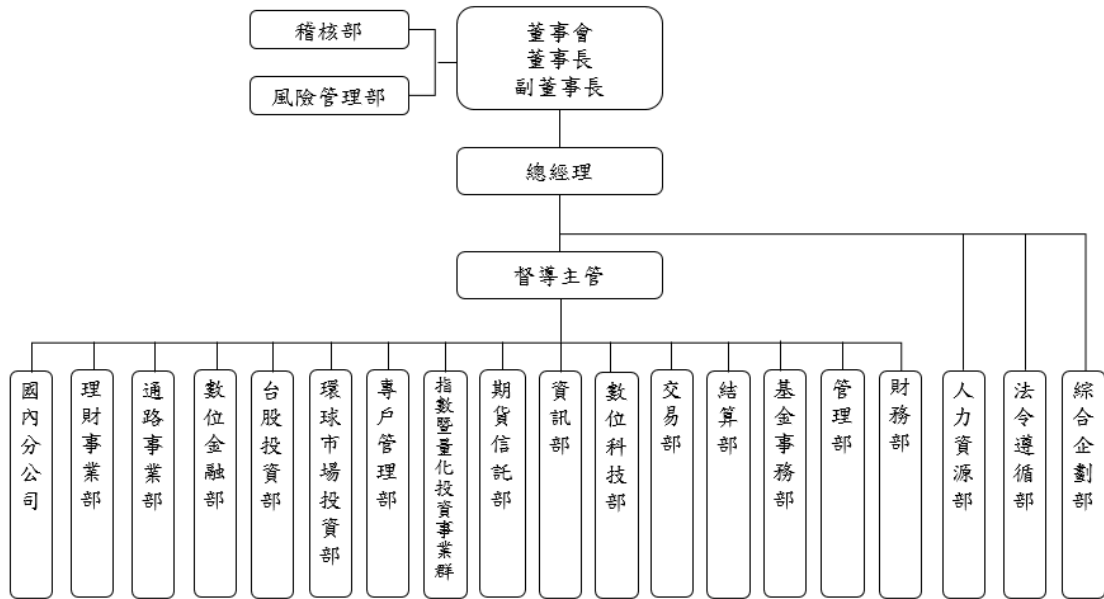 稽核部
風險管理部
董事會
董事長
副董事長
總經理
督導主管
國內分公司
理財事業部
通路事業部
數位金融部
台股投資部
環球市場投資部
專戶管理部
指數暨量化投資事業群
期貨信託部
資訊部
數位科技部
交易部
結算部
基金事務部
管理部
財務部
人力資源部
法令遵循部
綜合企劃部